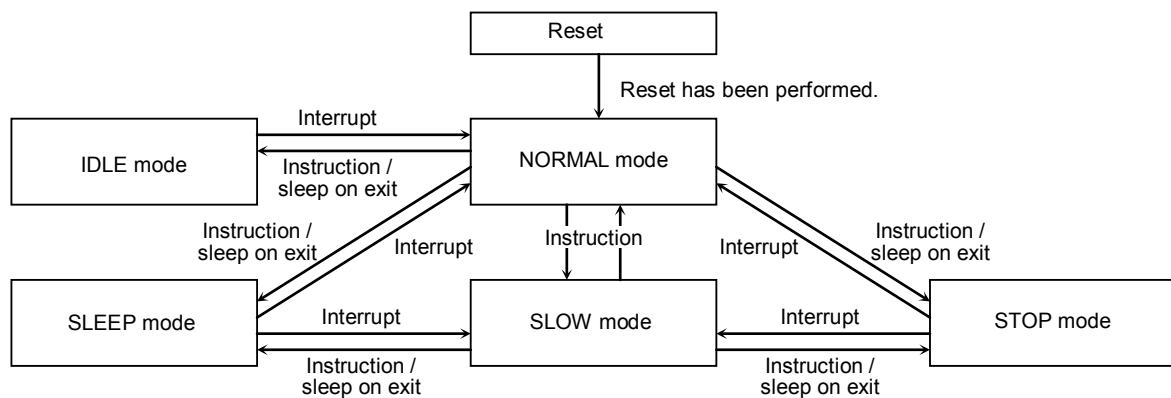 Reset
Reset has been performed.
Interrupt
IDLE mode
NORMAL mode
Instruction /
sleep on exit
Instruction /
sleep on exit
Interrupt
Instruction
Interrupt
Instruction /
sleep on exit
SLEEP mode
Interrupt
SLOW mode
Interrupt
STOP mode
Instruction /
sleep on exit
Instruction /
sleep on exit